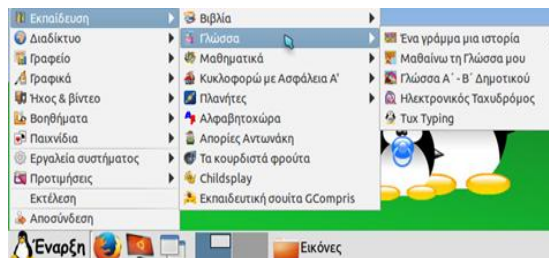 Εκπαίδευση
Διαδίκτυο
Γραφείο
Γραφικά
Ήχος & βίντεο
Βοηθήματα
Παιχνίδια
Εργαλεία συστήματος
Προτιμήσεις
Εκτέλεση
Αποσύνδεση
Βιβλία
Γλώσσα
Μαθηματικά
Κυκλοφορώ με Ασφάλεια Α'
Πλανήτες
Αλφαβητοχώρα
Απορίες Αντωνάκη
Τα κουρδιστά φρούτα
Childsplay
Εκπαιδευτική σουίτα GCompris
Ένα γράμμα μια ιστορία
Μαθαίνω τη Γλώσσα μου
Γλώσσα Α΄ - Β΄ Δημοτικού
Ηλεκτρονικός Ταχυδρόμος
Tux Typing
Έναρξη
Εικόνες